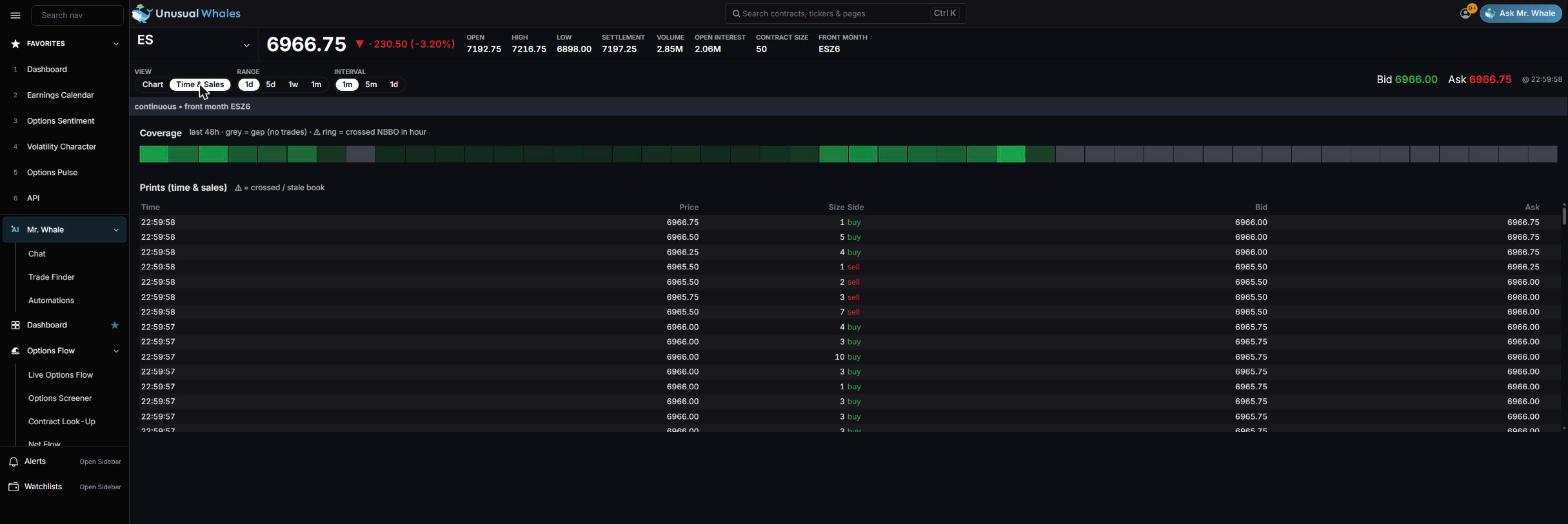 Search nav
Unusual Whales
Search contracts, tickers & pages
Ctrl K
9+
Ask Mr. Whale
FAVORITES
1 Dashboard
2 Earnings Calendar
3 Options Sentiment
4 Volatility Character
5 Options Pulse
6 API
AI Mr. Whale
Chat
Trade Finder
Automations
Dashboard
Options Flow
Live Options Flow
Options Screener
Contract Look-Up
Net Flow
Alerts Open Sidebar
Watchlists Open Sidebar
ES
6966.75 ▼ -230.50 (-3.20%)
OPEN HIGH LOW SETTLEMENT VOLUME OPEN INTEREST CONTRACT SIZE FRONT MONTH
7192.75 7216.75 6898.00 7197.25 2.85M 2.06M 50 ESZ6
VIEW RANGE INTERVAL
Chart Time & Sales 1d 5d 1w 1m 1m 5m 1d
Bid 6966.00 Ask 6966.75 @ 22:59:58
continuous • front month ESZ6
Coverage last 48h · grey = gap (no trades) · ⚠ ring = crossed NBBO in hour
Prints (time & sales) ⚠ = crossed / stale book
Time Price Size Side Bid Ask
22:59:58 6966.75 1 buy 6966.00 6966.75
22:59:58 6966.50 5 buy 6966.00 6966.75
22:59:58 6966.25 4 buy 6966.00 6966.75
22:59:58 6965.50 1 sell 6965.50 6966.25
22:59:58 6965.50 2 sell 6965.50 6966.00
22:59:58 6965.75 3 sell 6965.50 6966.00
22:59:58 6965.50 7 sell 6965.50 6966.00
22:59:57 6966.00 4 buy 6965.75 6966.00
22:59:57 6966.00 3 buy 6965.75 6966.00
22:59:57 6966.00 10 buy 6965.75 6966.00
22:59:57 6966.00 3 buy 6965.75 6966.00
22:59:57 6966.00 1 buy 6965.75 6966.00
22:59:57 6966.00 3 buy 6965.75 6966.00
22:59:57 6966.00 3 buy 6965.75 6966.00
22:59:57 6966.00 3 buy 6965.75 6966.00